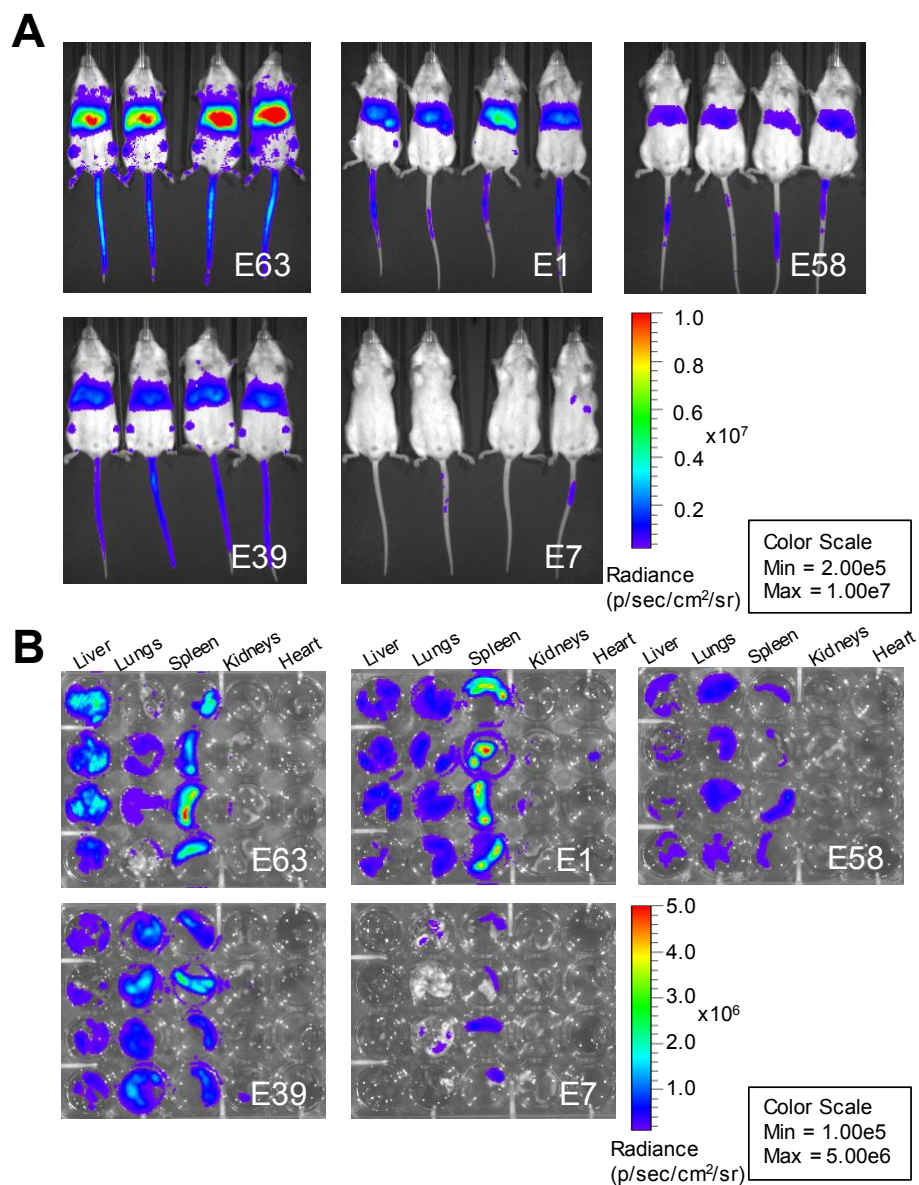 A
E63
E1
E58
E39
E7
1.0
0.8
0.6
x10⁷
0.4
0.2
Radiance
(p/sec/cm²/sr)
Color Scale
Min = 2.00e5
Max = 1.00e7
B
Liver Lungs Spleen Kidneys Heart
Liver Lungs Spleen Kidneys Heart
Liver Lungs Spleen Kidneys Heart
E63
E1
E58
E39
E7
5.0
4.0
3.0
x10⁶
2.0
1.0
Radiance
(p/sec/cm²/sr)
Color Scale
Min = 1.00e5
Max = 5.00e6